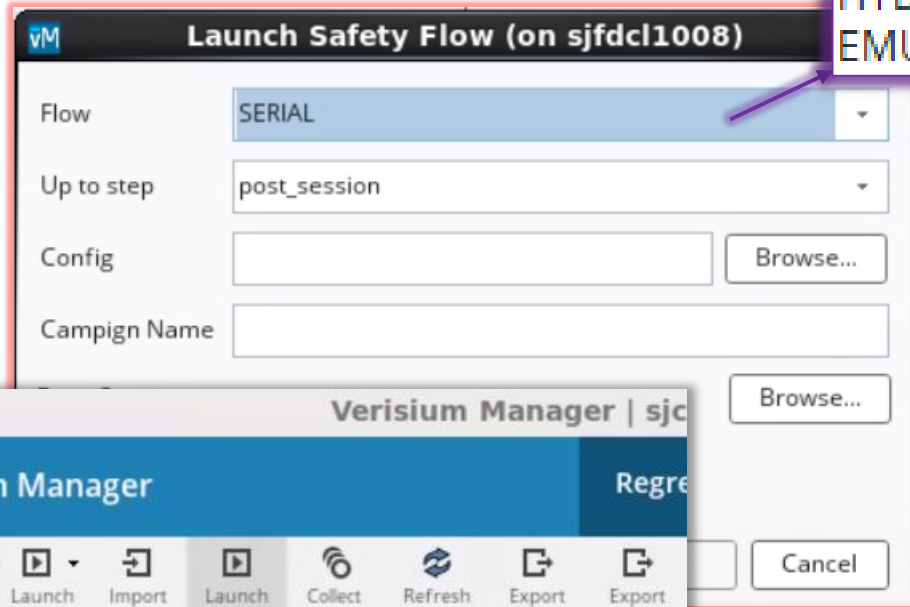 vM Launch Safety Flow (on sjfdcl1008)
EMU
Flow SERIAL
Up to step post_session
Config Browse...
Campign Name
Browse...
Verisium Manager | sjc
Manager Regre
Launch Import Launch Collect Refresh Export Export
Cancel